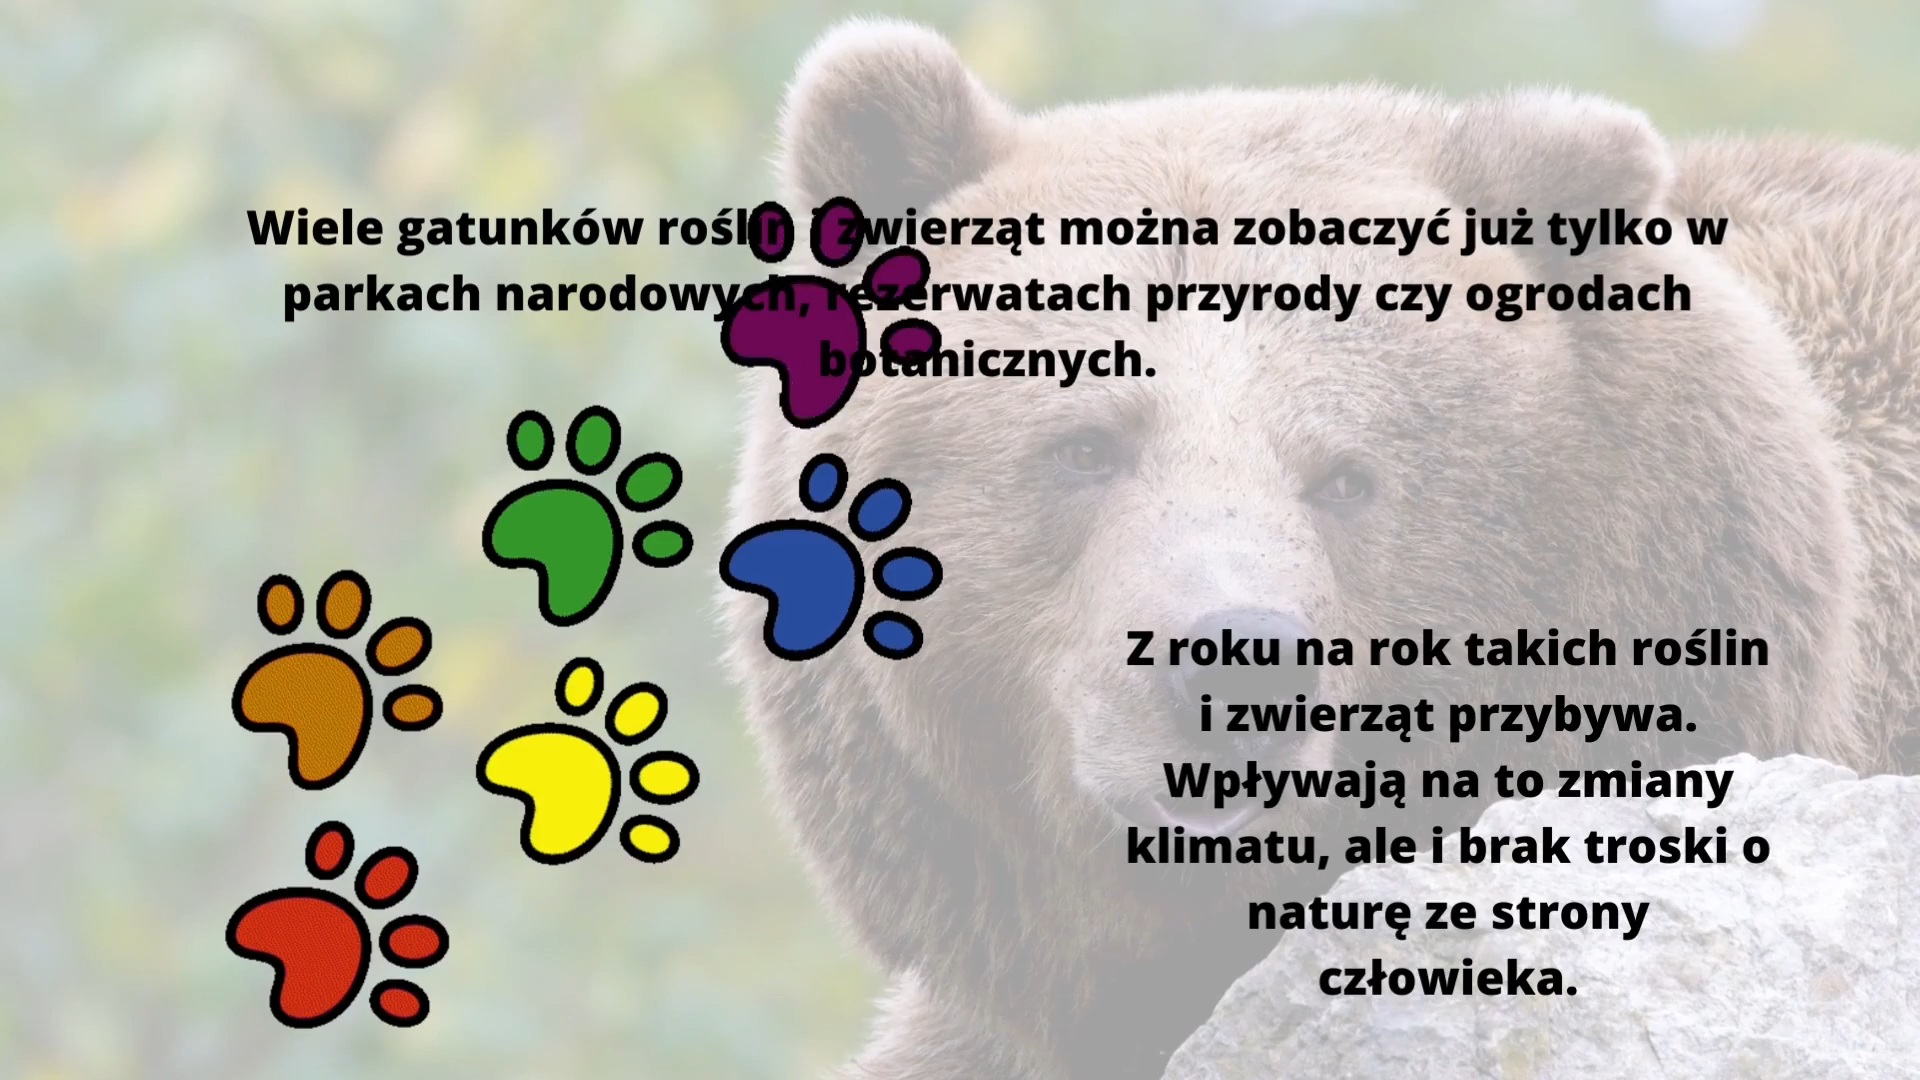 Wiele gatunków roślin i zwierząt można zobaczyć już tylko w
parkach narodowych, rezerwatach przyrody czy ogrodach
botanicznych.
Z roku na rok takich roślin
i zwierząt przybywa.
Wpływają na to zmiany
klimatu, ale i brak troski o
naturę ze strony
człowieka.